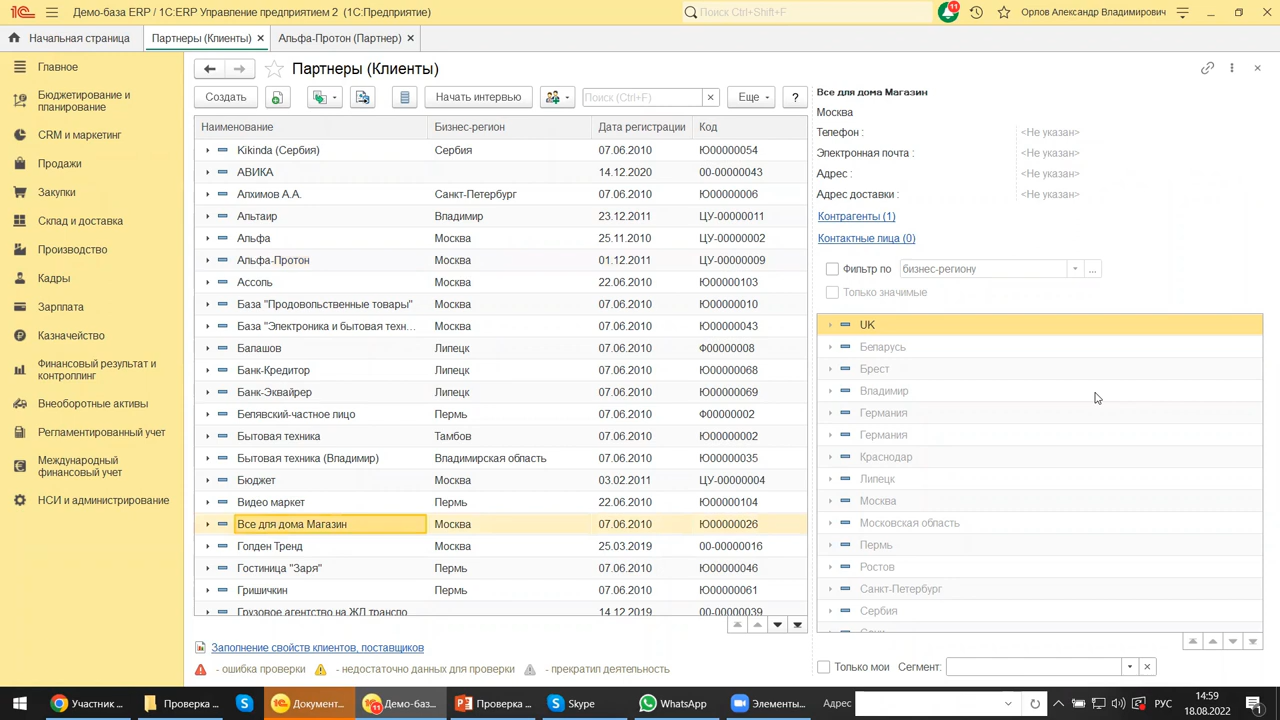 Демо-база ERP / 1С:ERP Управление предприятием 2 (1С:Предприятие)
Поиск Ctrl+Shift+F
11
Орлов Александр Владимирович
Начальная страница
Партнеры (Клиенты)
Альфа-Протон (Партнер)
Главное
Бюджетирование и
планирование
CRM и маркетинг
Продажи
Закупки
Склад и доставка
Производство
Кадры
Зарплата
Казначейство
Финансовый результат и
контроллинг
Внеоборотные активы
Регламентированный учет
Международный
финансовый учет
НСИ и администрирование
Партнеры (Клиенты)
Создать
Начать интервью
Поиск (Ctrl+F)
Еще
?
Наименование Бизнес-регион Дата регистрации Код
Kikinda (Сербия) Сербия 07.06.2010 Ю00000054
АВИКА 14.12.2020 00-00000043
Алхимов А.А. Санкт-Петербург 07.06.2010 Ю00000006
Альтаир Владимир 23.12.2011 ЦУ-00000011
Альфа Москва 25.11.2010 ЦУ-00000002
Альфа-Протон Москва 01.12.2011 ЦУ-00000009
Ассоль Москва 22.06.2010 Ю00000103
База "Продовольственные товары" Москва 07.06.2010 Ю00000010
База "Электроника и бытовая техн... Москва 07.06.2010 Ю00000043
Балашов Липецк 07.06.2010 Ф00000008
Банк-Кредитор Липецк 07.06.2010 Ю00000068
Банк-Эквайрер Липецк 07.06.2010 Ю00000069
Белявский-частное лицо Пермь 07.06.2010 Ф00000002
Бытовая техника Тамбов 07.06.2010 Ю00000002
Бытовая техника (Владимир) Владимирская область 07.06.2010 Ю00000035
Бюджет Москва 03.02.2011 ЦУ-00000004
Видео маркет Пермь 22.06.2010 Ю00000104
Все для дома Магазин Москва 07.06.2010 Ю00000026
Голден Тренд Москва 25.03.2019 00-00000016
Гостиница "Заря" Пермь 07.06.2010 Ю00000046
Гришичкин Пермь 07.06.2010 Ю00000061
Грузовое агентство на ЖД транспо 14.12.2019 00-00000039
Заполнение свойств клиентов, поставщиков
- ошибка проверки - недостаточно данных для проверки - прекратил деятельность
Все для дома Магазин
Москва
Телефон : <Не указан>
Электронная почта : <Не указан>
Адрес : <Не указан>
Адрес доставки : <Не указан>
Контрагенты (1)
Контактные лица (0)
Фильтр по бизнес-региону ...
Только значимые
UK
Беларусь
Брест
Владимир
Германия
Германия
Краснодар
Липецк
Москва
Московская область
Пермь
Ростов
Санкт-Петербург
Сербия
Только мои Сегмент:
Участник ...
Проверка ...
Документ...
11
Демо-баз...
Проверка ...
Skype
WhatsApp
Элементы...
Адрес
РУС
14:59
18.08.2022